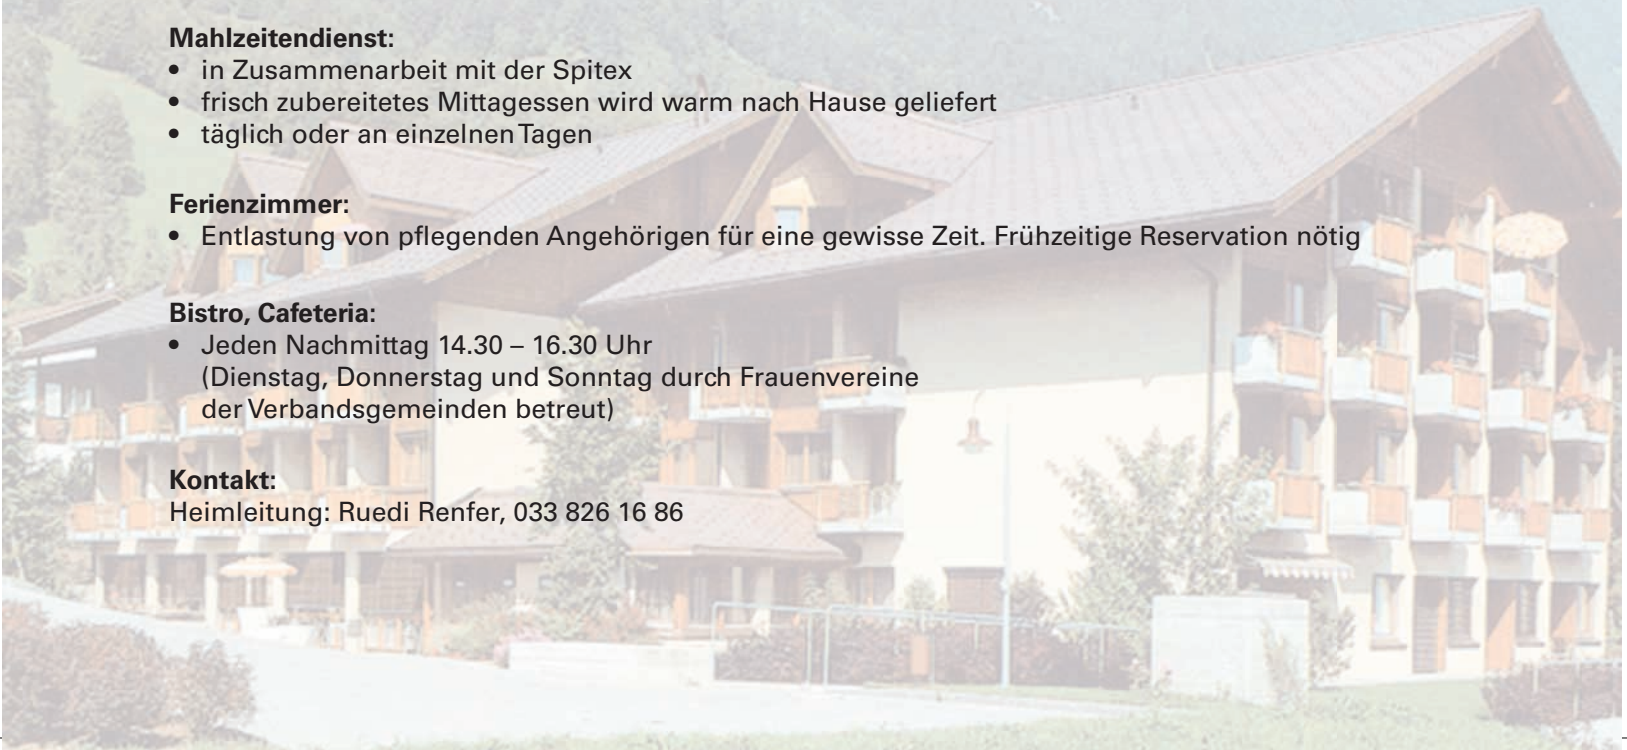 Mahlzeitendienst:
• in Zusammenarbeit mit der Spitex
• frisch zubereitetes Mittagessen wird warm nach Hause geliefert
• täglich oder an einzelnen Tagen
Ferienzimmer:
• Entlastung von pflegenden Angehörigen für eine gewisse Zeit. Frühzeitige Reservation nötig
Bistro, Cafeteria:
• Jeden Nachmittag 14.30 – 16.30 Uhr
(Dienstag, Donnerstag und Sonntag durch Frauenvereine
der Verbandsgemeinden betreut)
Kontakt:
Heimleitung: Ruedi Renfer, 033 826 16 86